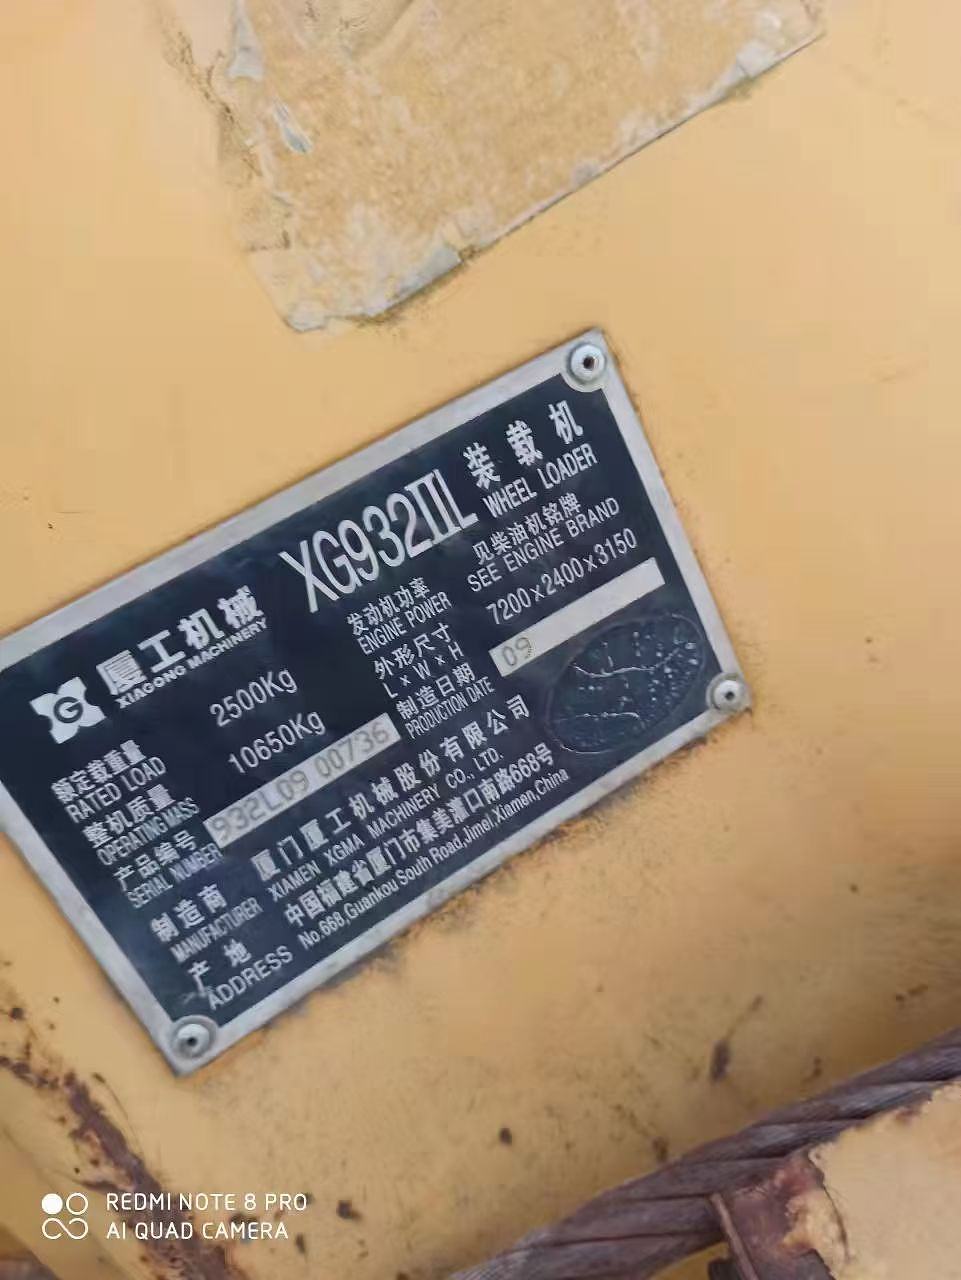 G
厦工机械
XIAGONG MACHINERY
XG932ⅡL
装载机
WHEEL LOADER
额定载重量
RATED LOAD
2500Kg
发动机功率
ENGINE POWER
见柴油机铭牌
SEE ENGINE BRAND
整机质量
OPERATING MASS
10650Kg
外形尺寸
L×W×H
7200×2400×3150
产品编号
SERIAL NUMBER
932L09 00736
制造日期
PRODUCTION DATE
09
制造商
MANUFACTURER
厦门厦工机械股份有限公司
XIAMEN XGMA MACHINERY CO., LTD.
产地
ADDRESS
中国福建省厦门市集美灌口南路668号
No.668,Guankou South Road,Jimei,Xiamen,China
REDMI NOTE 8 PRO
AI QUAD CAMERA